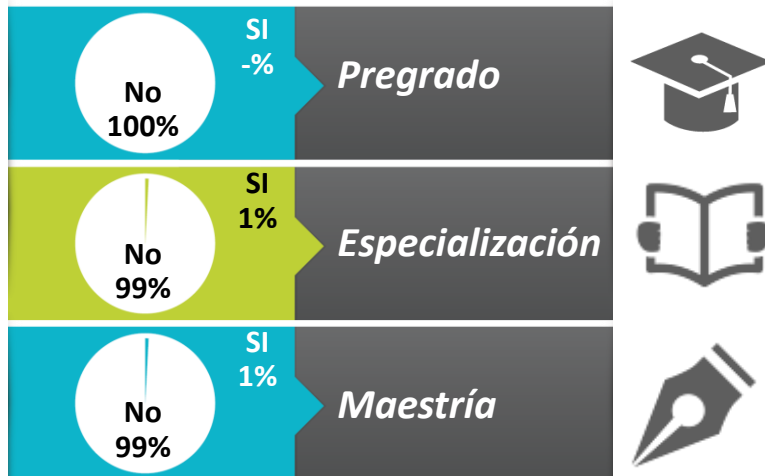 SI
-%
No
100%
Pregrado
SI
1%
No
99%
Especialización
SI
1%
No
99%
Maestría